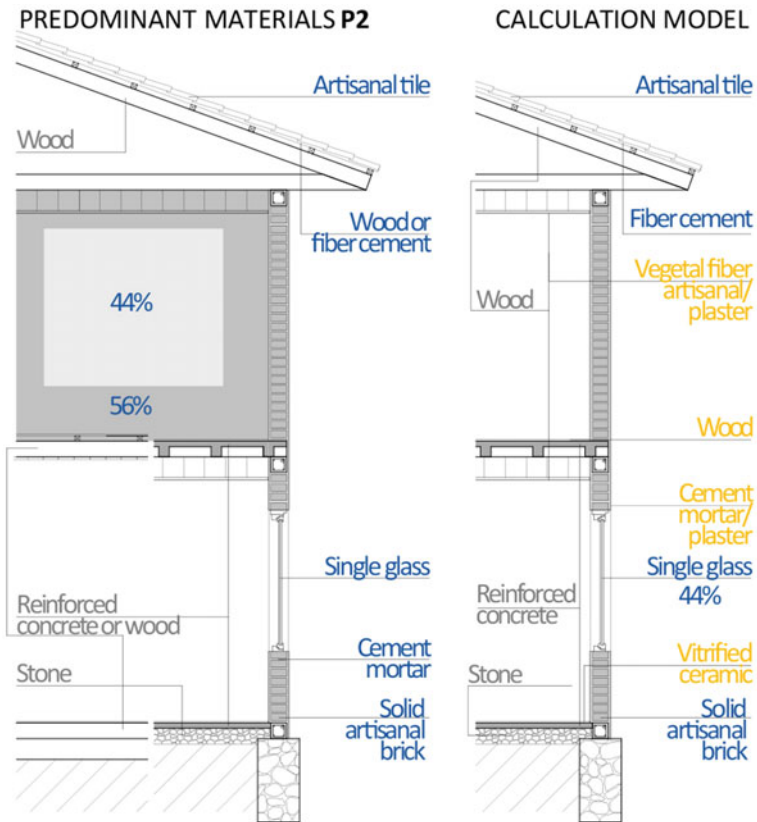 PREDOMINANT MATERIALS P2
Artisanal tile
Wood
Wood or
fiber cement
44%
56%
Single glass
Reinforced
concrete or wood
Cement
mortar
Stone
Solid
artisanal
brick
CALCULATION MODEL
Artisanal tile
Fiber cement
Vegetal fiber
artisanal/
plaster
Wood
Wood
Cement
mortar/
plaster
Single glass
44%
Reinforced
concrete
Vitrified
ceramic
Stone
Solid
artisanal
brick